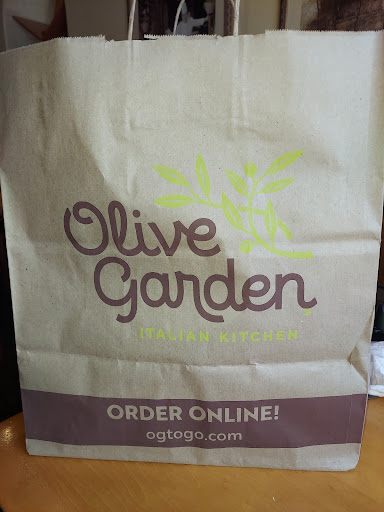 Olive
Garden
ITALIAN KITCHEN
ORDER ONLINE!
ogtogo.com